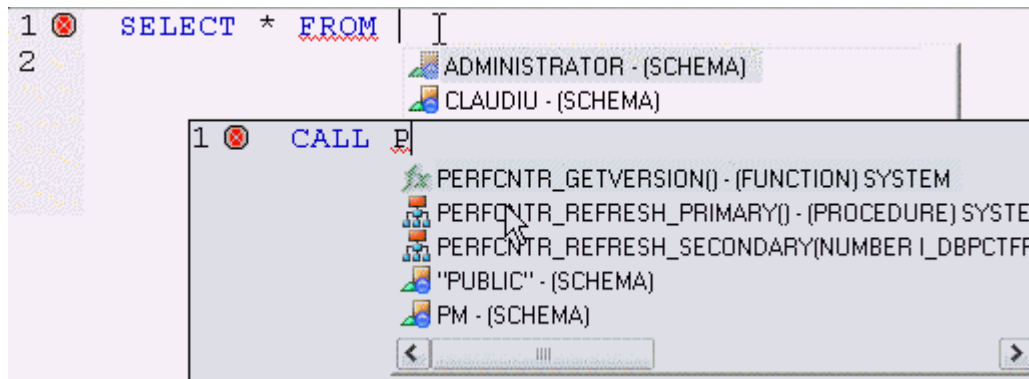 1 SELECT * FROM
2
ADMINISTRATOR - (SCHEMA)
CLAUDIU - (SCHEMA)
1 CALL P
PERFCNTR_GETVERSION() - (FUNCTION) SYSTEM
PERFCNTR_REFRESH_PRIMARY() - (PROCEDURE) SYSTE
PERFCNTR_REFRESH_SECONDARY(NUMBER I_DBPCTFR
"PUBLIC" - (SCHEMA)
PM - (SCHEMA)